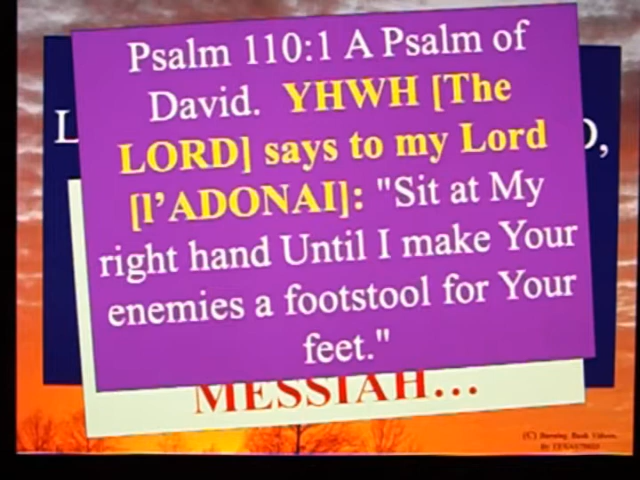 Psalm 110:1 A Psalm of
David. YHWH [The
LORD] says to my Lord
[l'ADONAI]: "Sit at My
right hand Until I make Your
enemies a footstool for Your
feet."
MESSIAH...